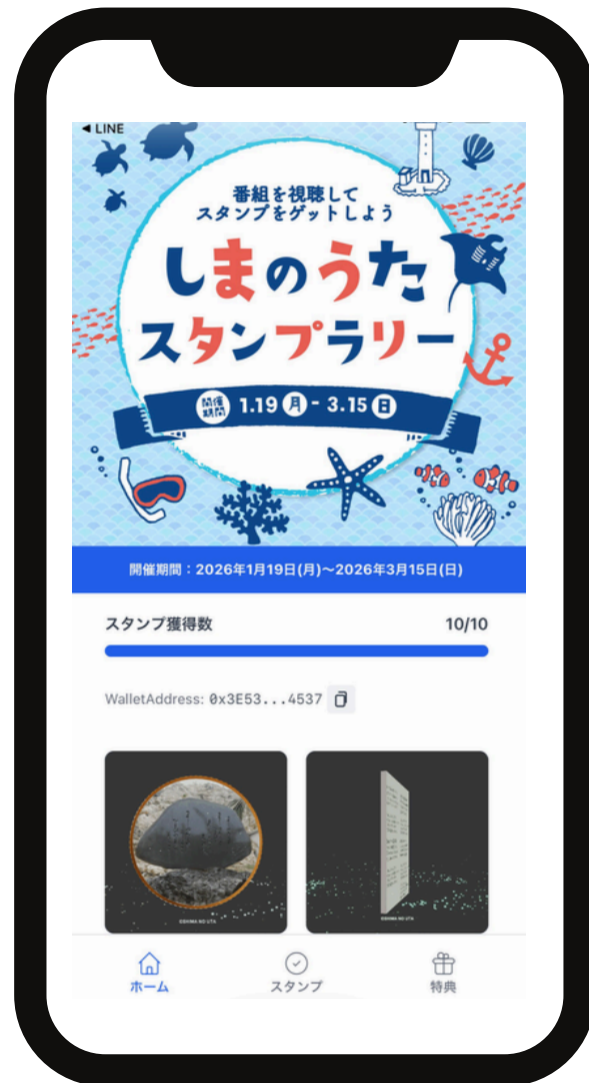 ◀ LINE
番組を視聴して
スタンプをゲットしよう
しまのうた
スタンプラリー
開催期間 1.19 月 - 3.15 日
開催期間：2026年1月19日(月)～2026年3月15日(日)
スタンプ獲得数 10/10
WalletAddress: 0x3E53...4537
ホーム スタンプ 特典